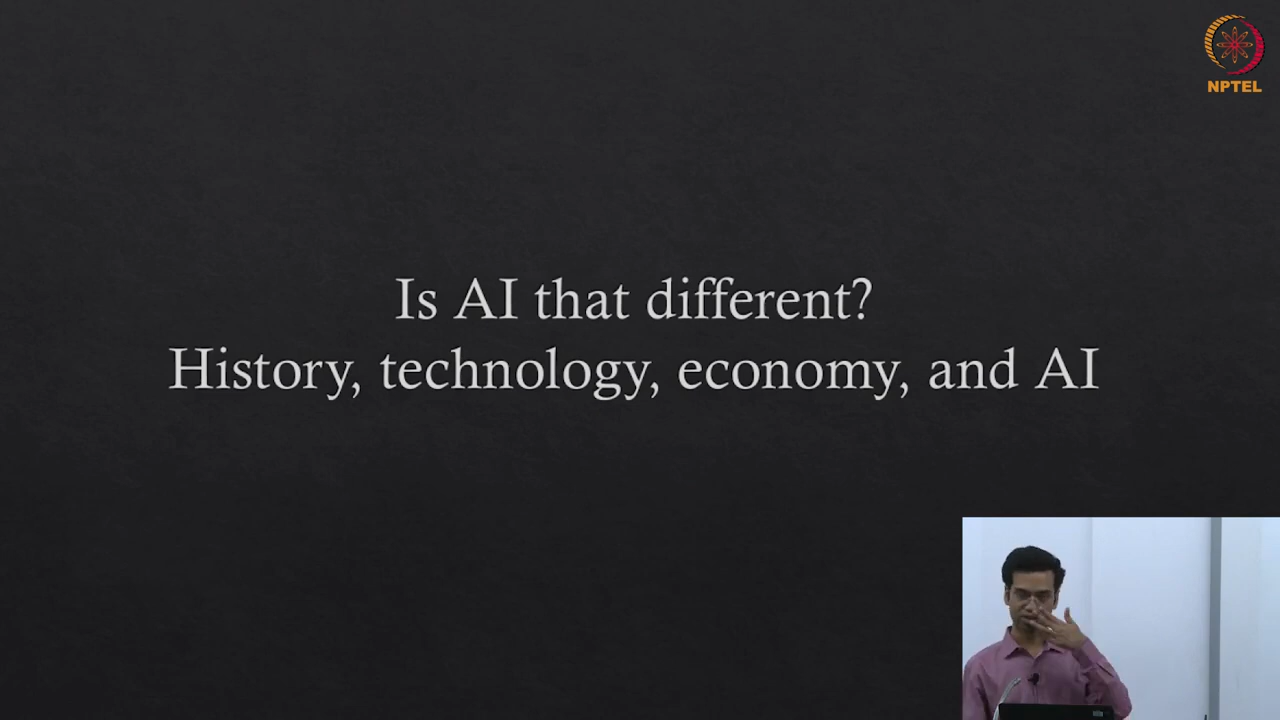 NPTEL
Is AI that different?
History, technology, economy, and AI